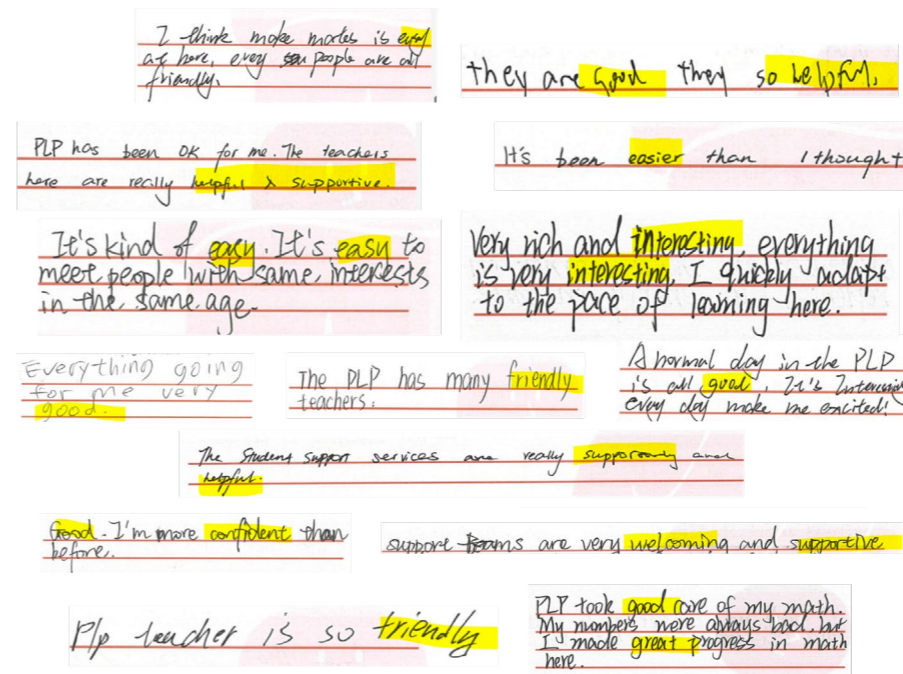 I think make mates is easy
at here, every people are all
friendly.
they are Good they so helpful.
PLP has been OK for me. The teachers
here are really helpful & supportive.
It's been easier than I thought
It's kind of easy. It's easy to
meet people with same interests
in the same age.
Very rich and interesting, everything
is very interesting. I quickly adapt
to the pace of learning here.
Everything going
for me very
good.
The PLP has many friendly
teachers.
A normal day in the PLP
is all good, It's
every day make me excited!
The Student support services are really and
helpful.
Good. I'm more confident than
before.
support teams are very welcoming and supportive
Plp teacher is so friendly
PLP took good care of my math.
My numbers were always bad, but
I made great progress in math
here.